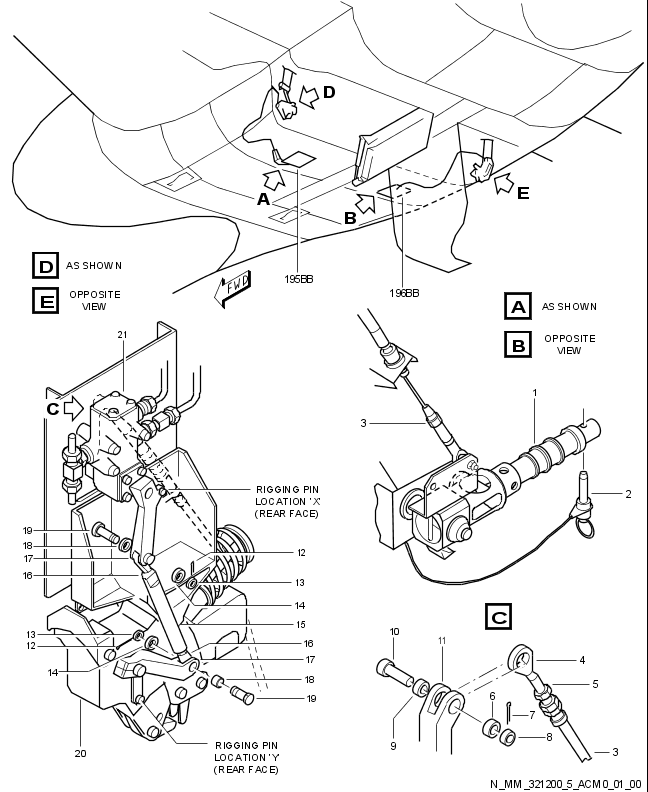 D
A
B
E
195BB
196BB
FWD
D AS SHOWN
E OPPOSITE
VIEW
A AS SHOWN
B OPPOSITE
VIEW
21
C
RIGGING PIN
LOCATION 'X'
(REAR FACE)
19
18
17
16
12
13
14
15
13
12
14
16
17
18
19
20
RIGGING PIN
LOCATION 'Y'
(REAR FACE)
3
1
2
C
10
11
9
4
5
6
7
8
3
N_MM_321200_5_ACM0_01_00